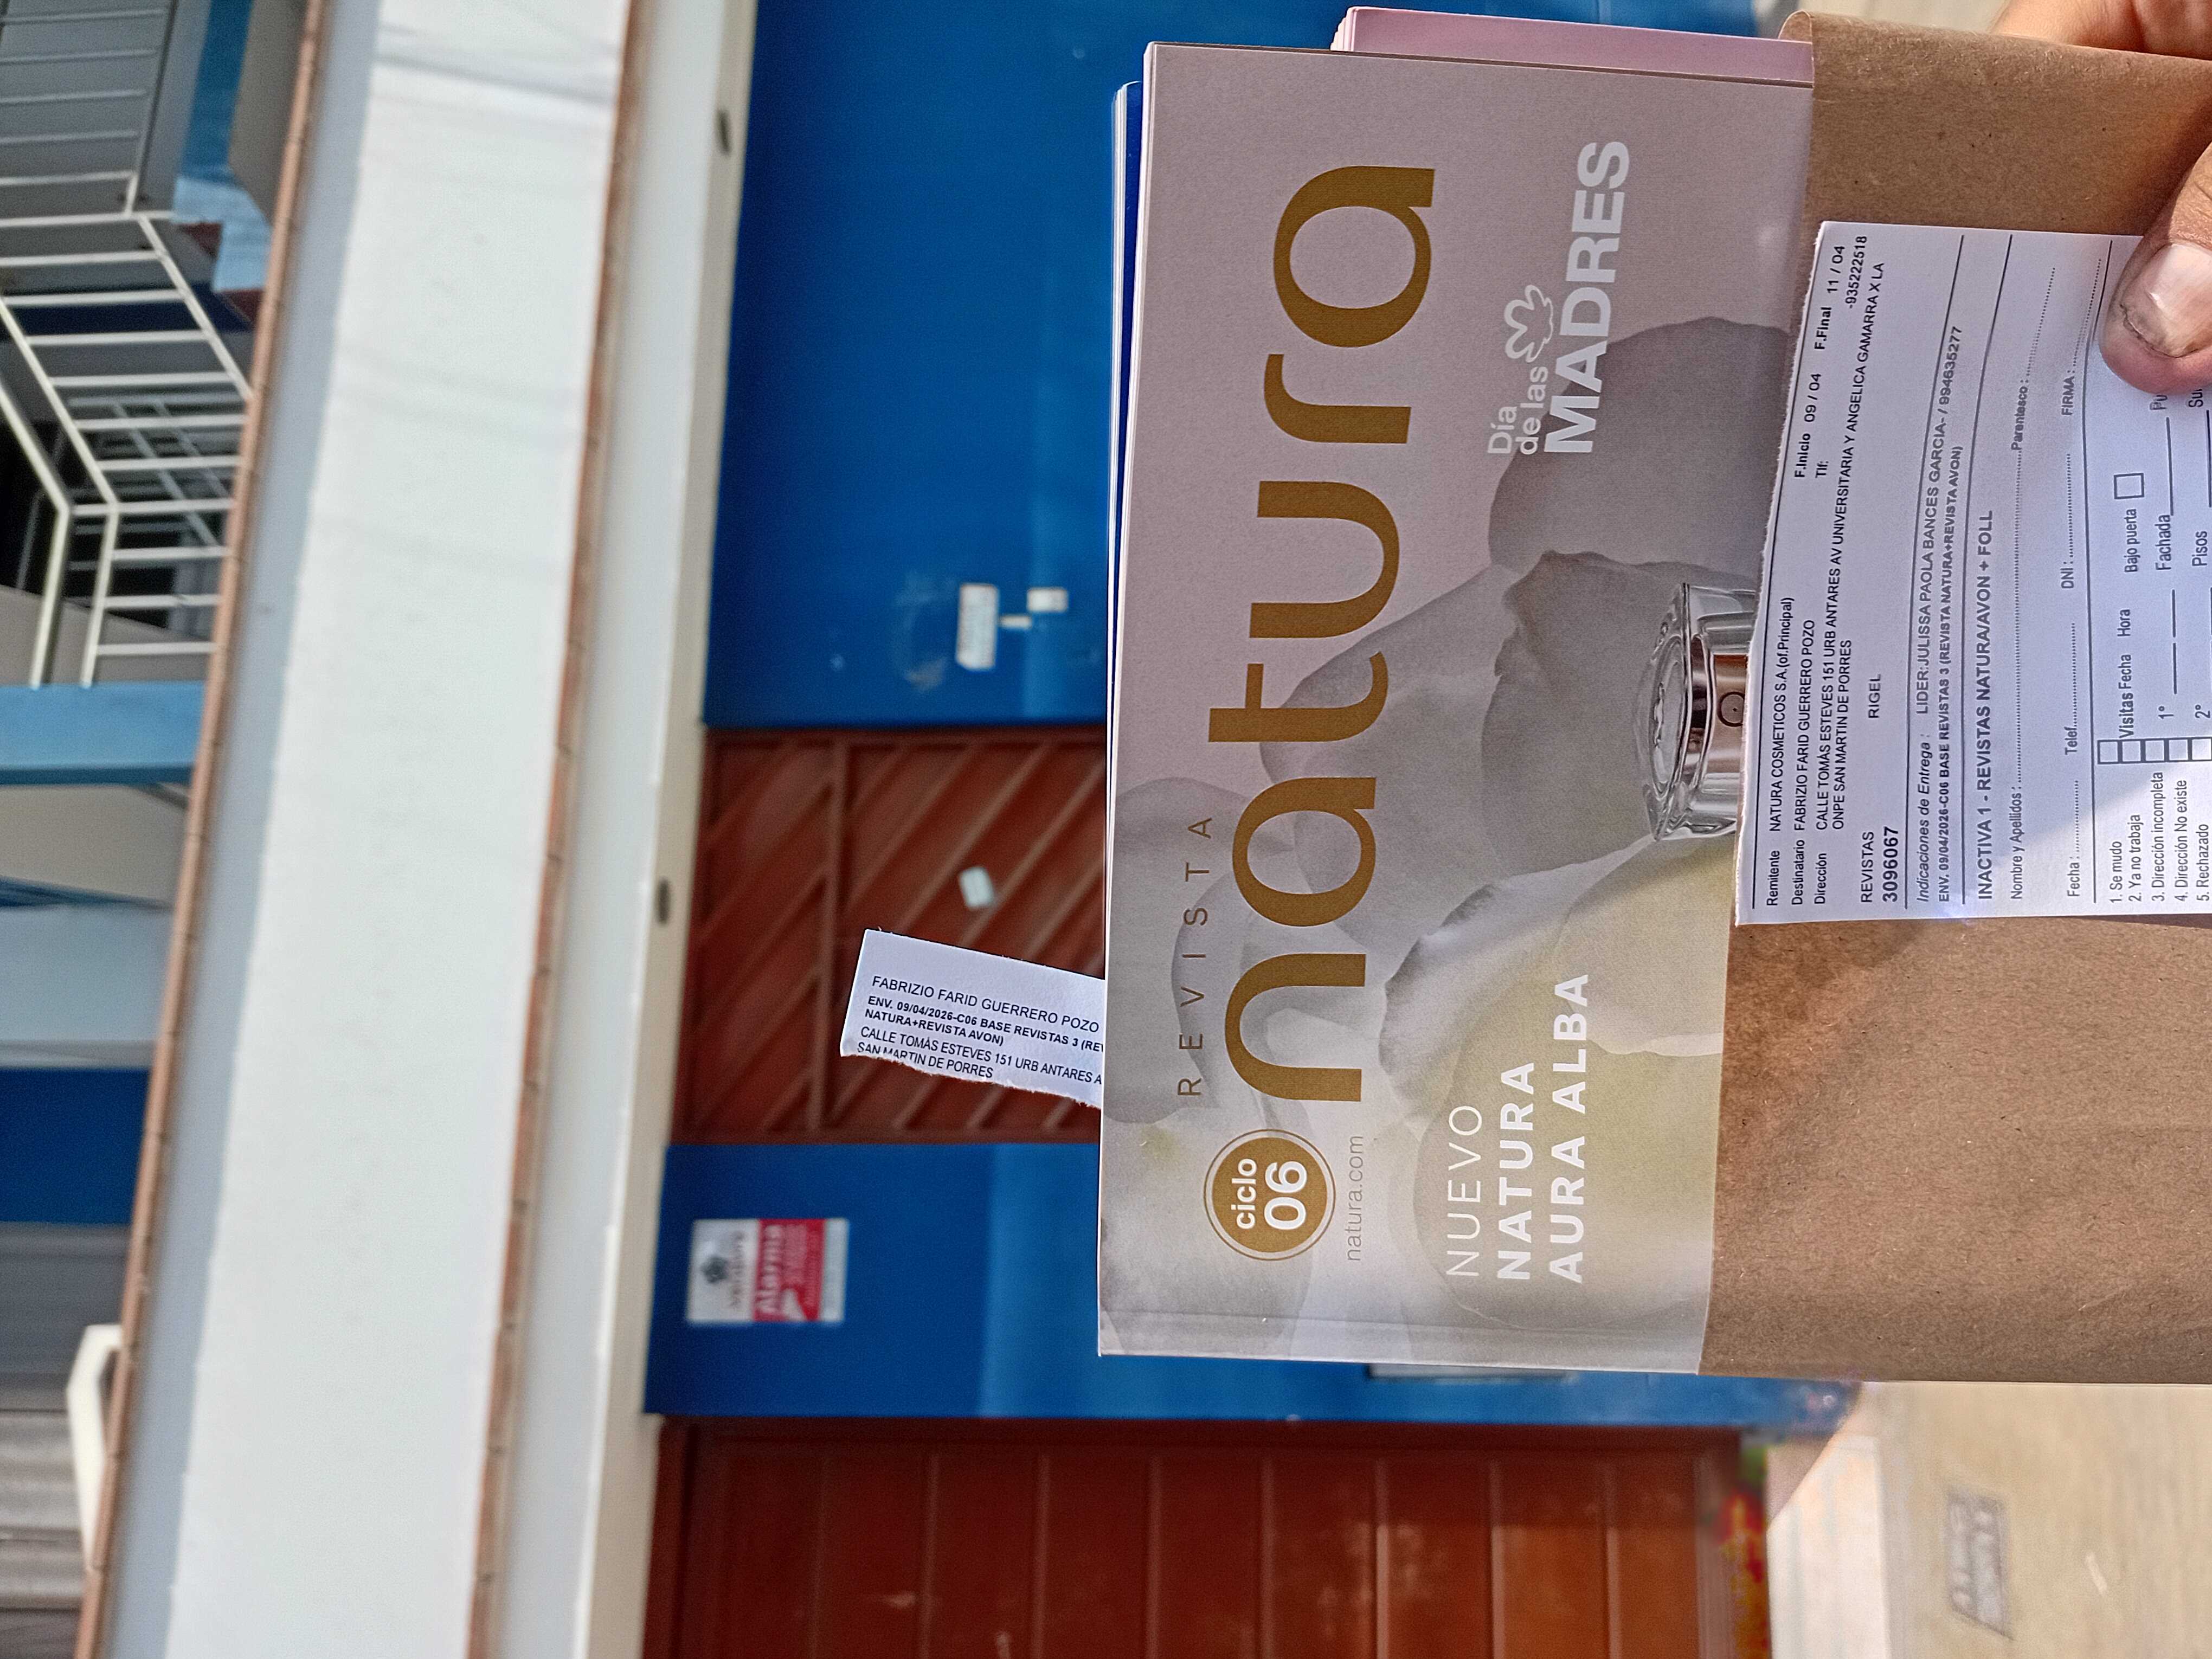 FABRIZIO FARID GUERRERO POZO
ENV. 09/04/2026-C06 BASE REVISTAS 3 (REV
NATURA+REVISTA AVON)
CALLE TOMÁS ESTEVES 151 URB ANTARES A
SAN MARTIN DE PORRES
REVISTA
natura
ciclo
06
natura.com
Día
de las
MADRES
NUEVO
NATURA
AURA ALBA
Alarma
F.Inicio 09 / 04 F.Final 11 / 04
Remitente NATURA COSMETICOS S.A.(of.Principal) Tlf: -935222518
Destinatario FABRIZIO FARID GUERRERO POZO
Dirección CALLE TOMÁS ESTEVES 151 URB ANTARES AV UNIVERSITARIA Y ANGELICA GAMARRA X LA
ONPE SAN MARTIN DE PORRES
REVISTAS RIGEL
3096067
Indicaciones de Entrega : LIDER:JULISSA PAOLA BANCES GARCIA- / 994635277
ENV. 09/04/2026-C06 BASE REVISTAS 3 (REVISTA NATURA+REVISTA AVON)
INACTIVA 1 - REVISTAS NATURA/AVON + FOLL
Nombre y Apellidos : Parentesco :
Fecha : Telef. DNI : FIRMA :
1. Se mudo Visitas Fecha Hora Bajo puerta
2. Ya no trabaja
3. Dirección incompleta 1° Fachada Pu
4. Dirección No existe
5. Rechazado 2° Pisos Su